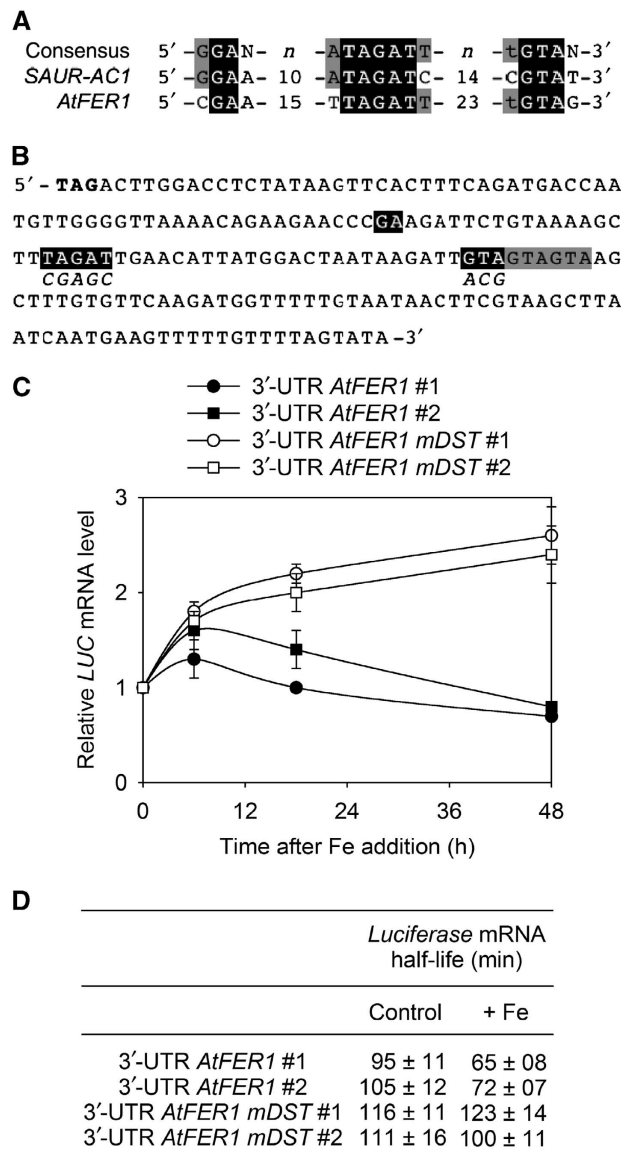 A
Consensus 5′ - GGAN- n - ATAGATT- n - tGTAN-3′
SAUR-AC1 5′ - GGAA- 10 - ATAGATC- 14 - CGTAT-3′
AtFER1 5′ - CGAA- 15 - TTAGATT- 23 - tGTAG-3′
B
5′ - TAGACTTGGACCTCTATAAGTTCACTTTCAGATGACCAA
TGTTGGGGTTAAAACAGAAGAACCCGAAGATTCTGTAAAAGC
TTTTAGATTGAACATTATGGACTAATAAGATTGTAGTAGTAAG
CGAGC ACG
CTTTGTGTCAAAGATGGTTTTTGTAATAACTTCGTAAGCTTA
ATCAATGAAGTTTTTGTTTTAGTATA-3′
C
3′-UTR AtFER1 #1
3′-UTR AtFER1 #2
3′-UTR AtFER1 mDST #1
3′-UTR AtFER1 mDST #2
3
2
1
0
Relative LUC mRNA level
0 12 24 36 48
Time after Fe addition (h)
D
Luciferase mRNA
half-life (min)
Control + Fe
3′-UTR AtFER1 #1 95 ± 11 65 ± 08
3′-UTR AtFER1 #2 105 ± 12 72 ± 07
3′-UTR AtFER1 mDST #1 116 ± 11 123 ± 14
3′-UTR AtFER1 mDST #2 111 ± 16 100 ± 11